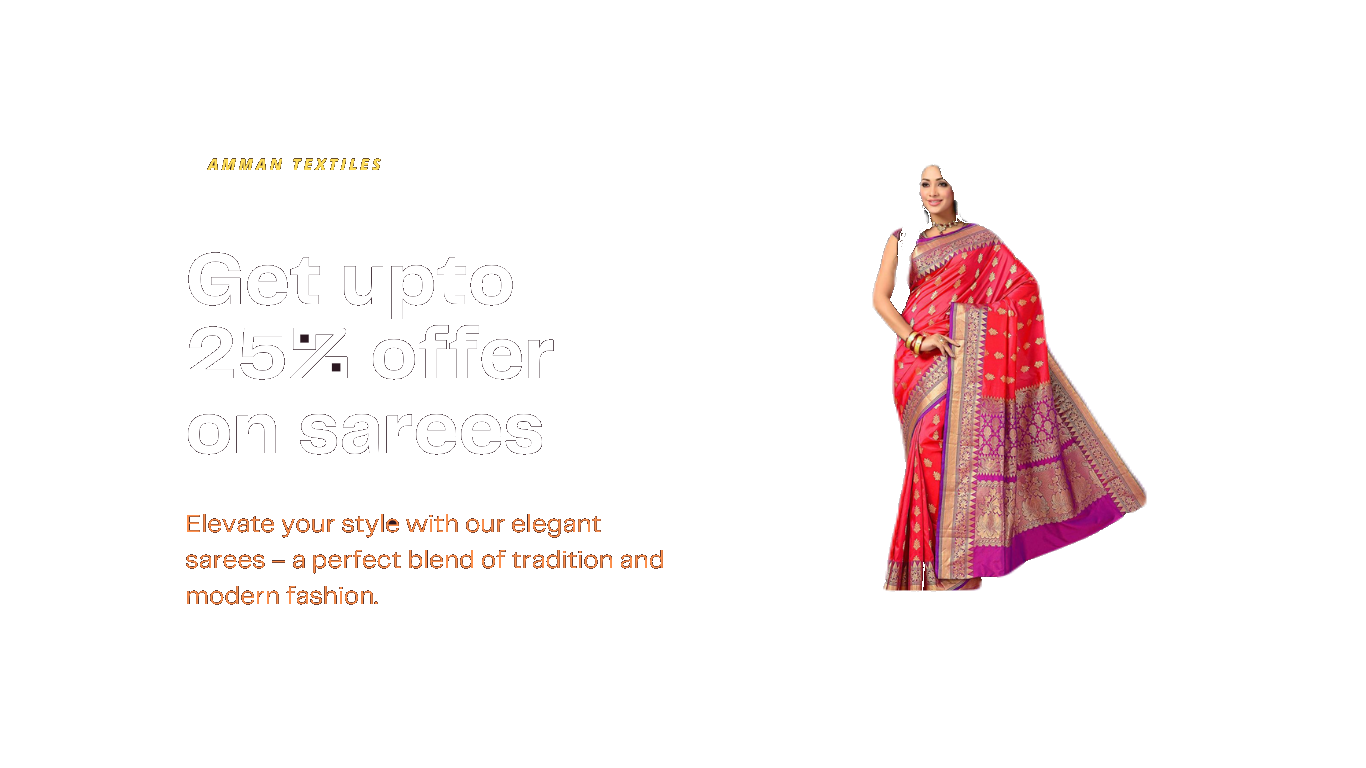 AMMAN TEXTILES
Get upto
25% offer
on sarees
Elevate your style with our elegant
sarees – a perfect blend of tradition and
modern fashion.